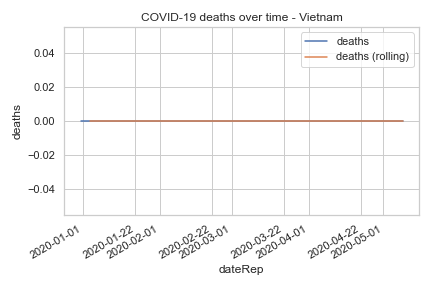 COVID-19 deaths over time - Vietnam
deaths
deaths (rolling)
deaths
0.04
0.02
0.00
−0.02
−0.04
2020-01-01
2020-01-22
2020-02-01
2020-02-22
2020-03-01
2020-03-22
2020-04-01
2020-04-22
2020-05-01
dateRep